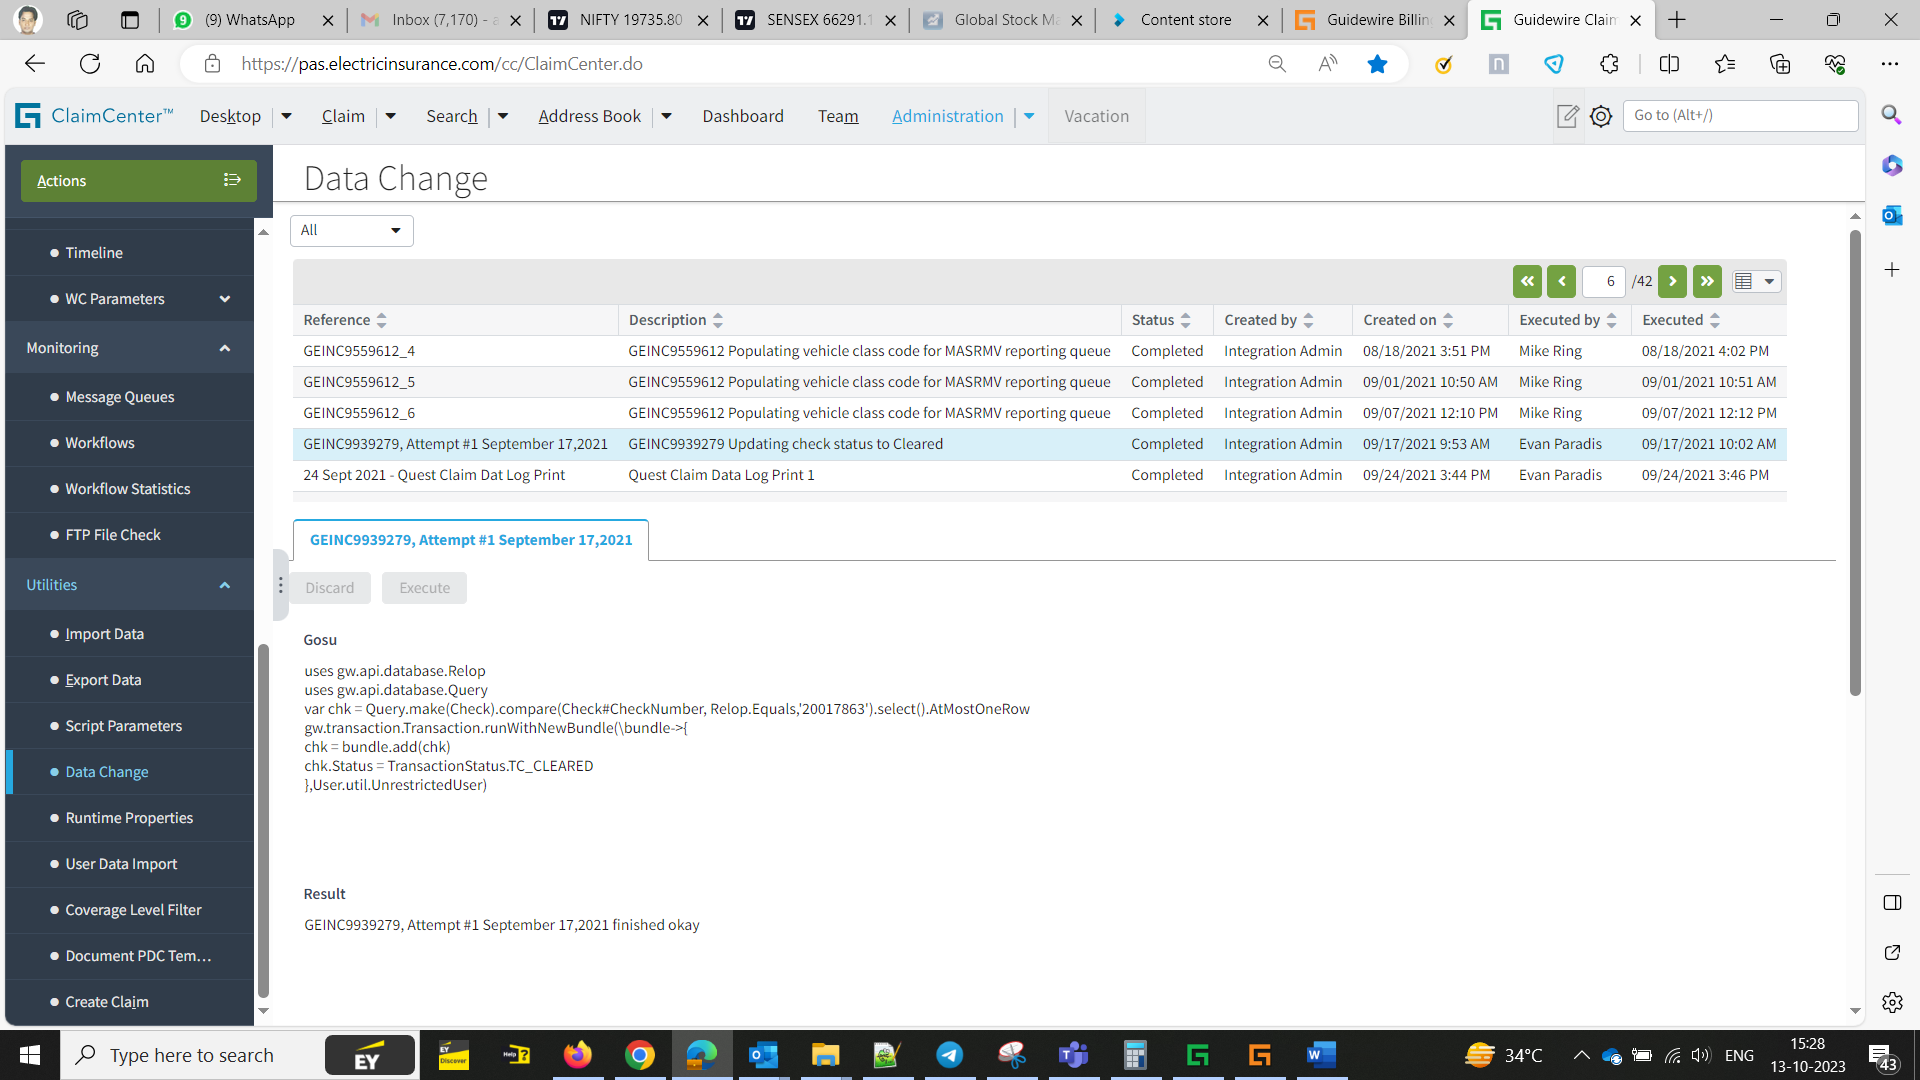 (9) WhatsApp
Inbox (7,170) - a
NIFTY 19735.80
SENSEX 66291.1
Global Stock Ma
Content store
Guidewire Billin
Guidewire Claim
https://pas.electricinsurance.com/cc/ClaimCenter.do
ClaimCenter™ Desktop Claim Search Address Book Dashboard Team Administration Vacation Go to (Alt+/)
Actions
Timeline
WC Parameters
Monitoring
Message Queues
Workflows
Workflow Statistics
FTP File Check
Utilities
Import Data
Export Data
Script Parameters
Data Change
Runtime Properties
User Data Import
Coverage Level Filter
Document PDC Tem...
Create Claim
Data Change
All
6 /42
Reference Description Status Created by Created on Executed by Executed
GEINC9559612_4 GEINC9559612 Populating vehicle class code for MASRMV reporting queue Completed Integration Admin 08/18/2021 3:51 PM Mike Ring 08/18/2021 4:02 PM
GEINC9559612_5 GEINC9559612 Populating vehicle class code for MASRMV reporting queue Completed Integration Admin 09/01/2021 10:50 AM Mike Ring 09/01/2021 10:51 AM
GEINC9559612_6 GEINC9559612 Populating vehicle class code for MASRMV reporting queue Completed Integration Admin 09/07/2021 12:10 PM Mike Ring 09/07/2021 12:12 PM
GEINC9939279, Attempt #1 September 17,2021 GEINC9939279 Updating check status to Cleared Completed Integration Admin 09/17/2021 9:53 AM Evan Paradis 09/17/2021 10:02 AM
24 Sept 2021 - Quest Claim Dat Log Print Quest Claim Data Log Print 1 Completed Integration Admin 09/24/2021 3:44 PM Evan Paradis 09/24/2021 3:46 PM
GEINC9939279, Attempt #1 September 17,2021
Discard Execute
Gosu
uses gw.api.database.Relop
uses gw.api.database.Query
var chk = Query.make(Check).compare(Check#CheckNumber, Relop.Equals,'20017863').select().AtMostOneRow
gw.transaction.Transaction.runWithNewBundle(\bundle->{
chk = bundle.add(chk)
chk.Status = TransactionStatus.TC_CLEARED
},User.util.UnrestrictedUser)
Result
GEINC9939279, Attempt #1 September 17,2021 finished okay
Type here to search
EY
EY
Discover
Help ?
34°C
ENG
15:28
13-10-2023
43